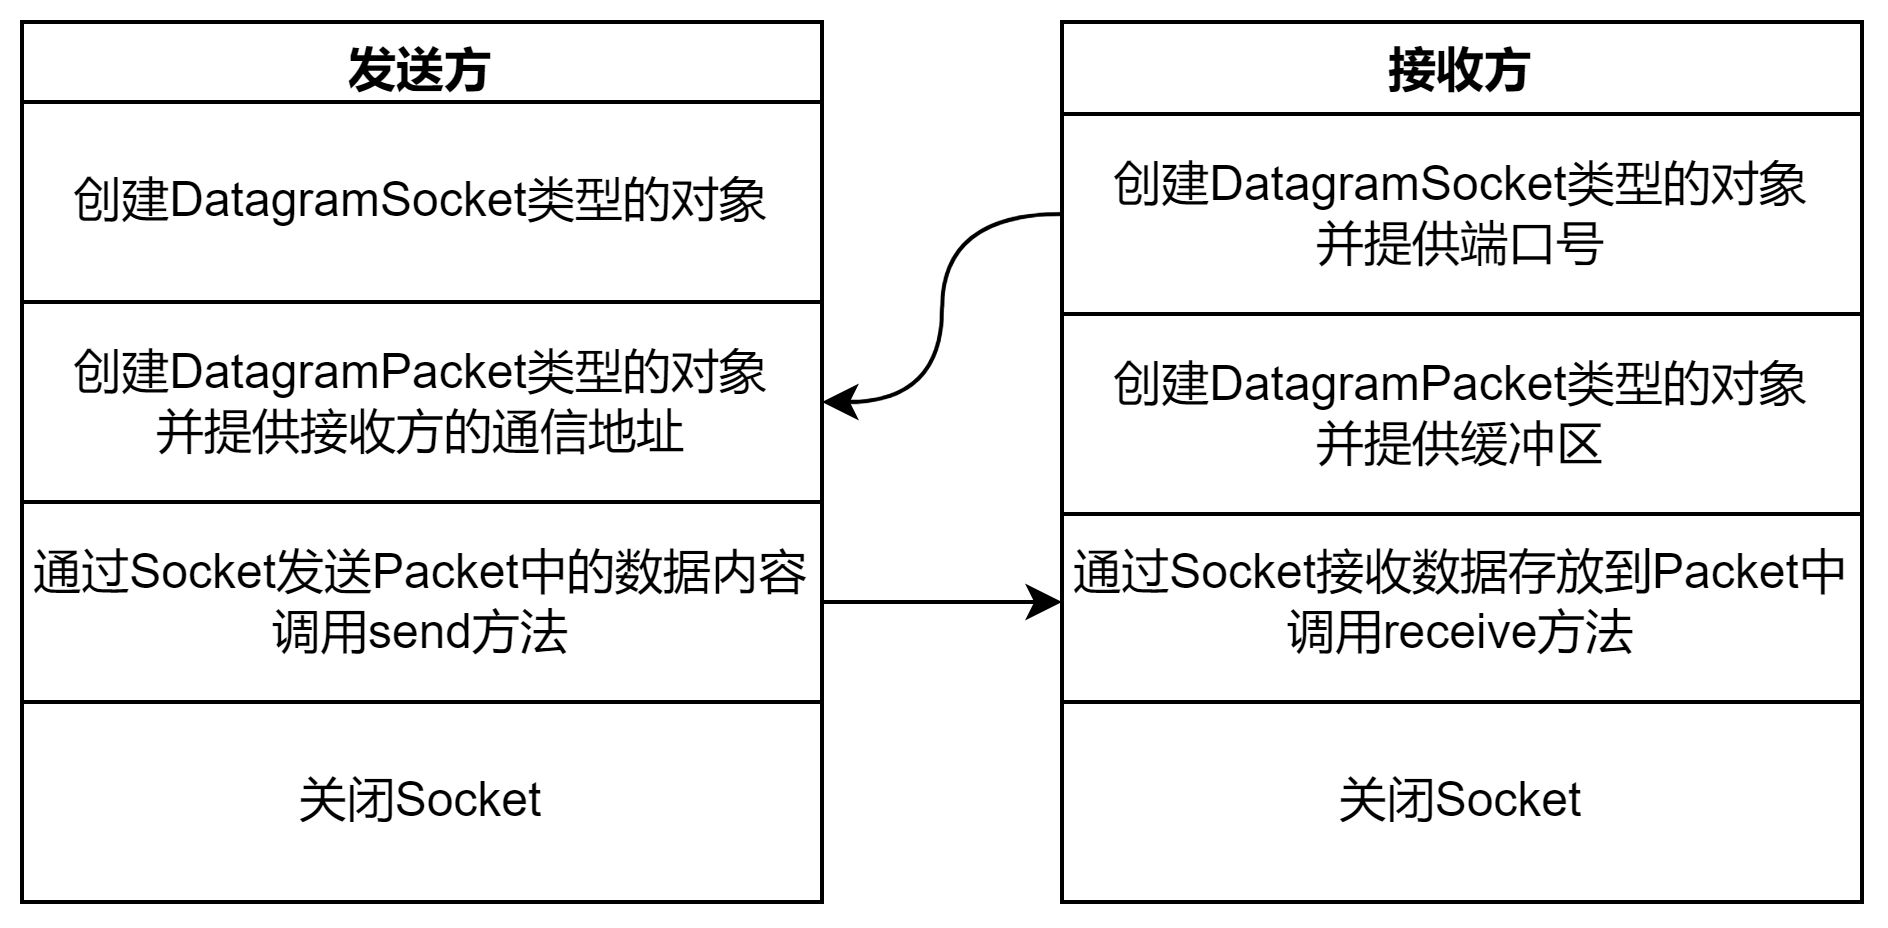 发送方
创建DatagramSocket类型的对象
创建DatagramPacket类型的对象
并提供接收方的通信地址
通过Socket发送Packet中的数据内容
调用send方法
关闭Socket
接收方
创建DatagramSocket类型的对象
并提供端口号
创建DatagramPacket类型的对象
并提供缓冲区
通过Socket接收数据存放到Packet中
调用receive方法
关闭Socket